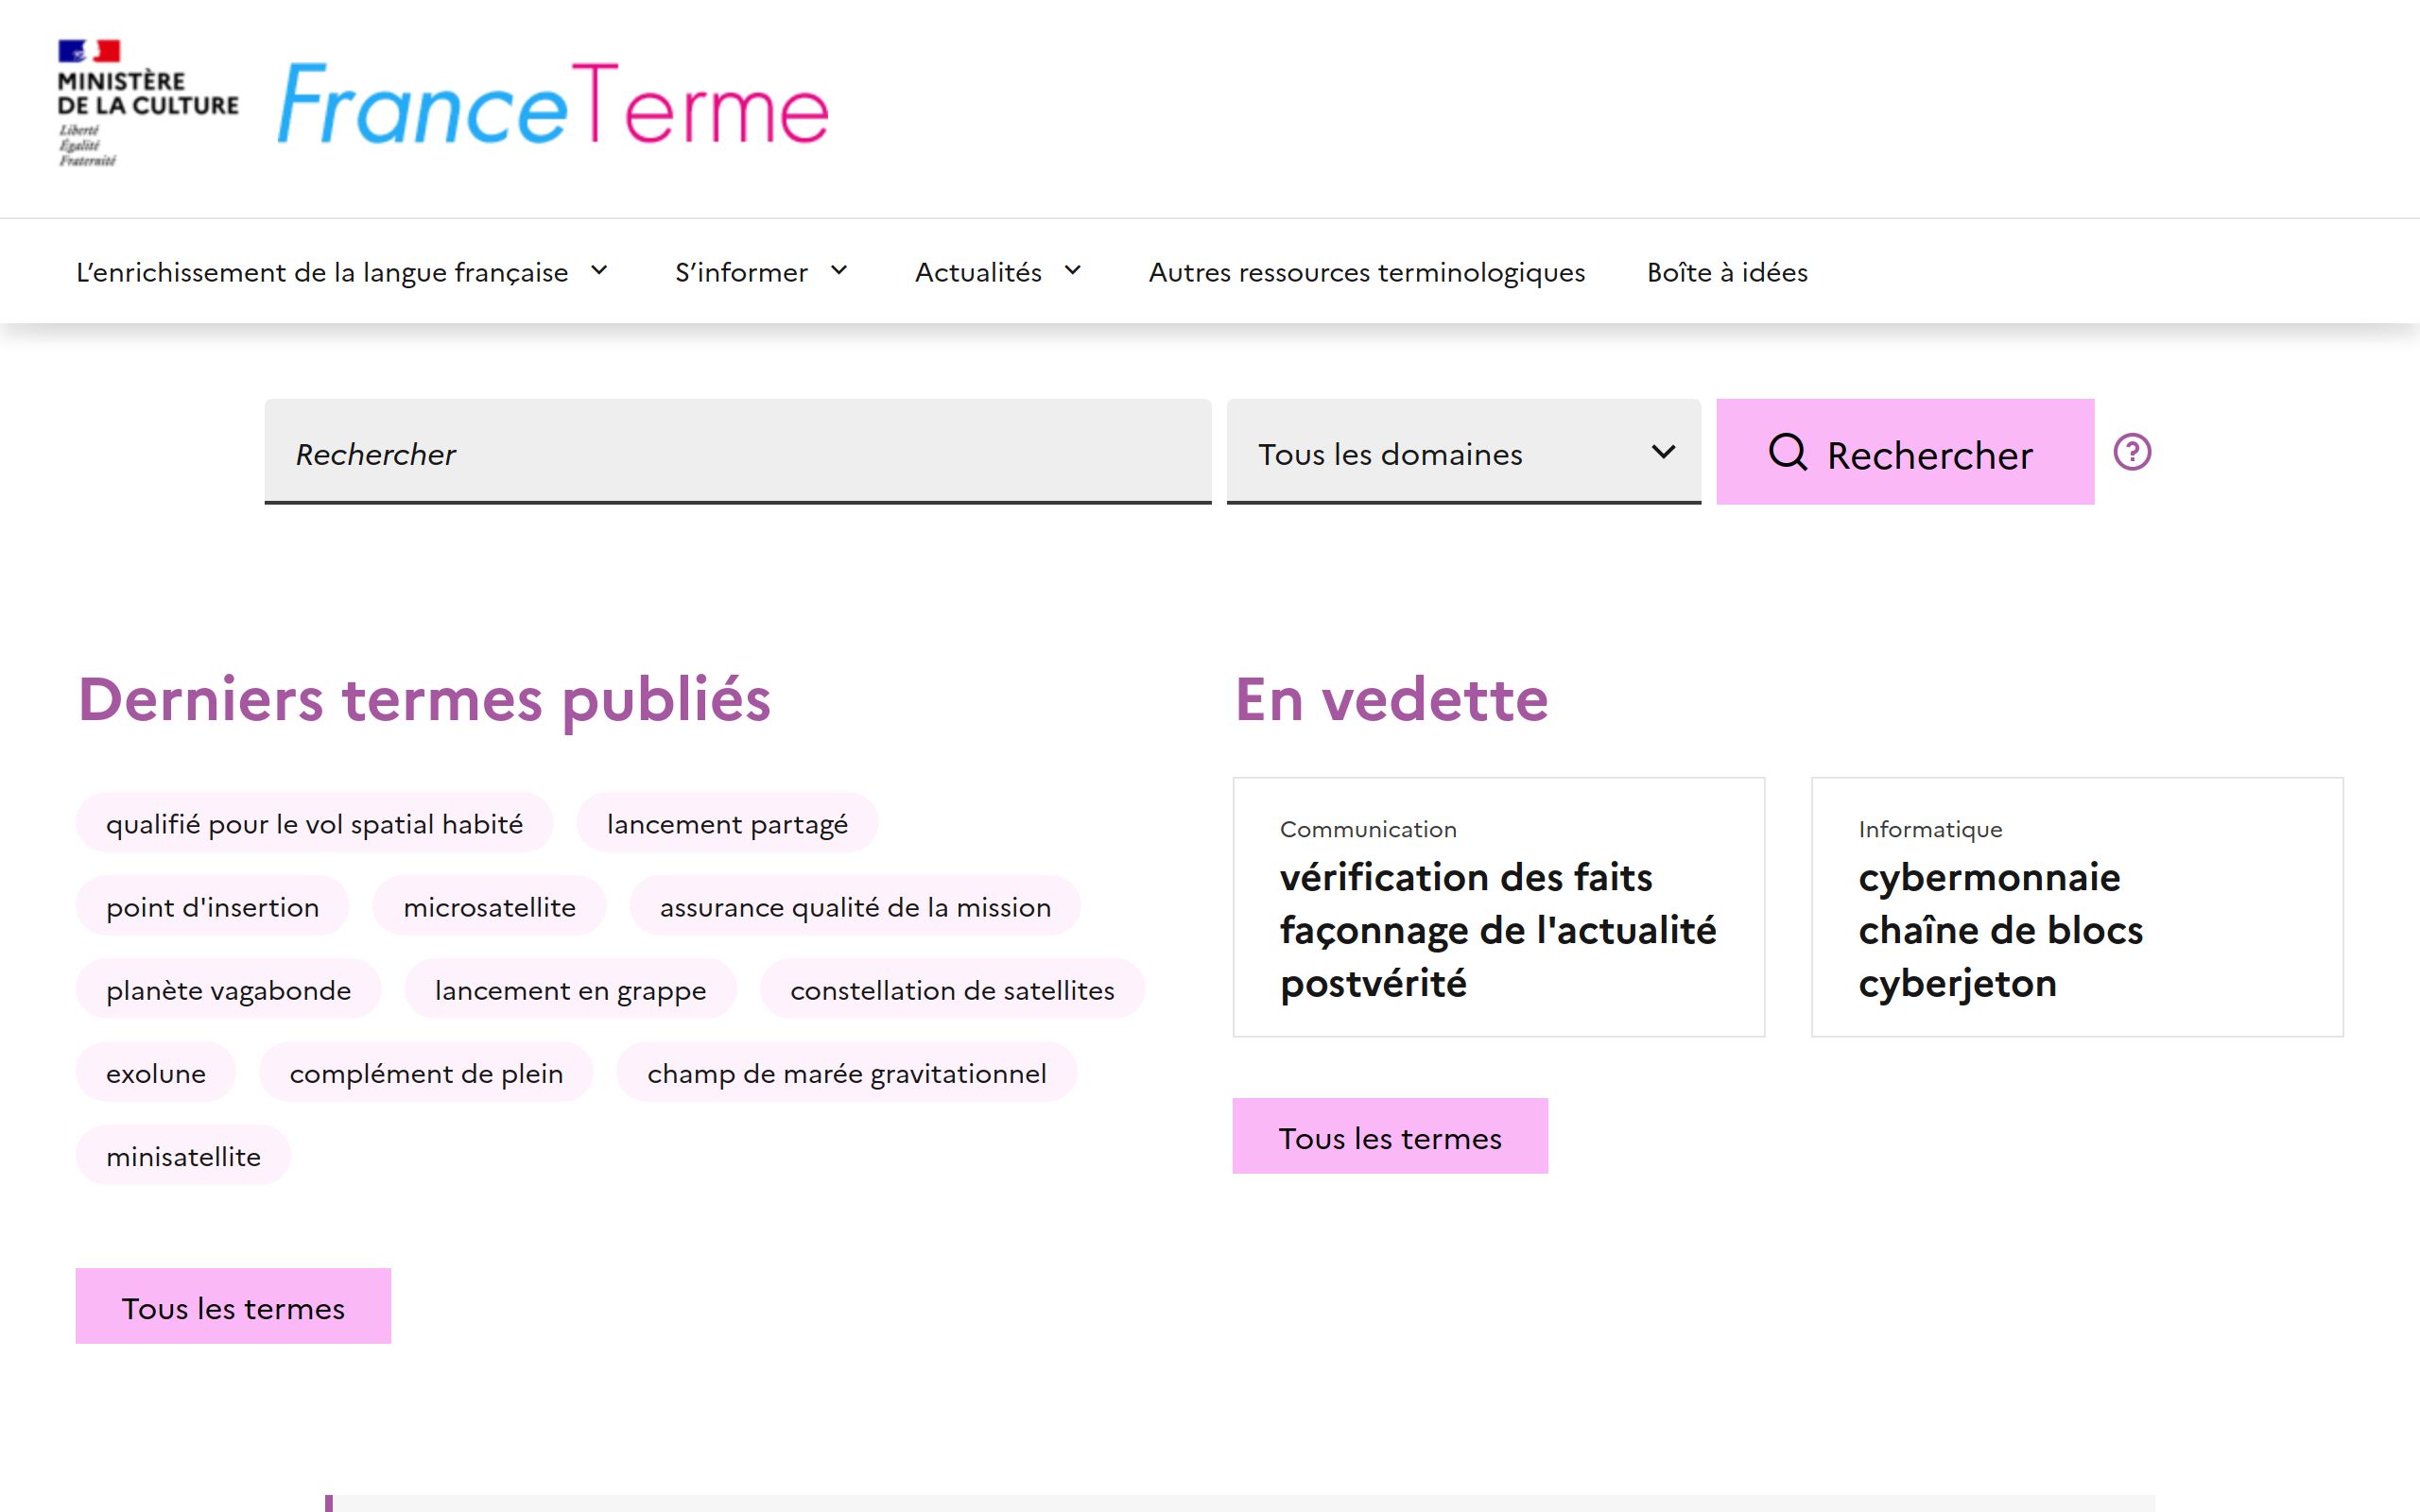 MINISTÈRE
DE LA CULTURE
Liberté
Égalité
Fraternité
FranceTerme
L’enrichissement de la langue française
S’informer
Actualités
Autres ressources terminologiques
Boîte à idées
Rechercher
Tous les domaines
Rechercher
?
Derniers termes publiés
qualifié pour le vol spatial habité
lancement partagé
point d'insertion
microsatellite
assurance qualité de la mission
planète vagabonde
lancement en grappe
constellation de satellites
exolune
complément de plein
champ de marée gravitationnel
minisatellite
Tous les termes
En vedette
Communication
vérification des faits
façonnage de l'actualité
postvérité
Informatique
cybermonnaie
chaîne de blocs
cyberjeton
Tous les termes